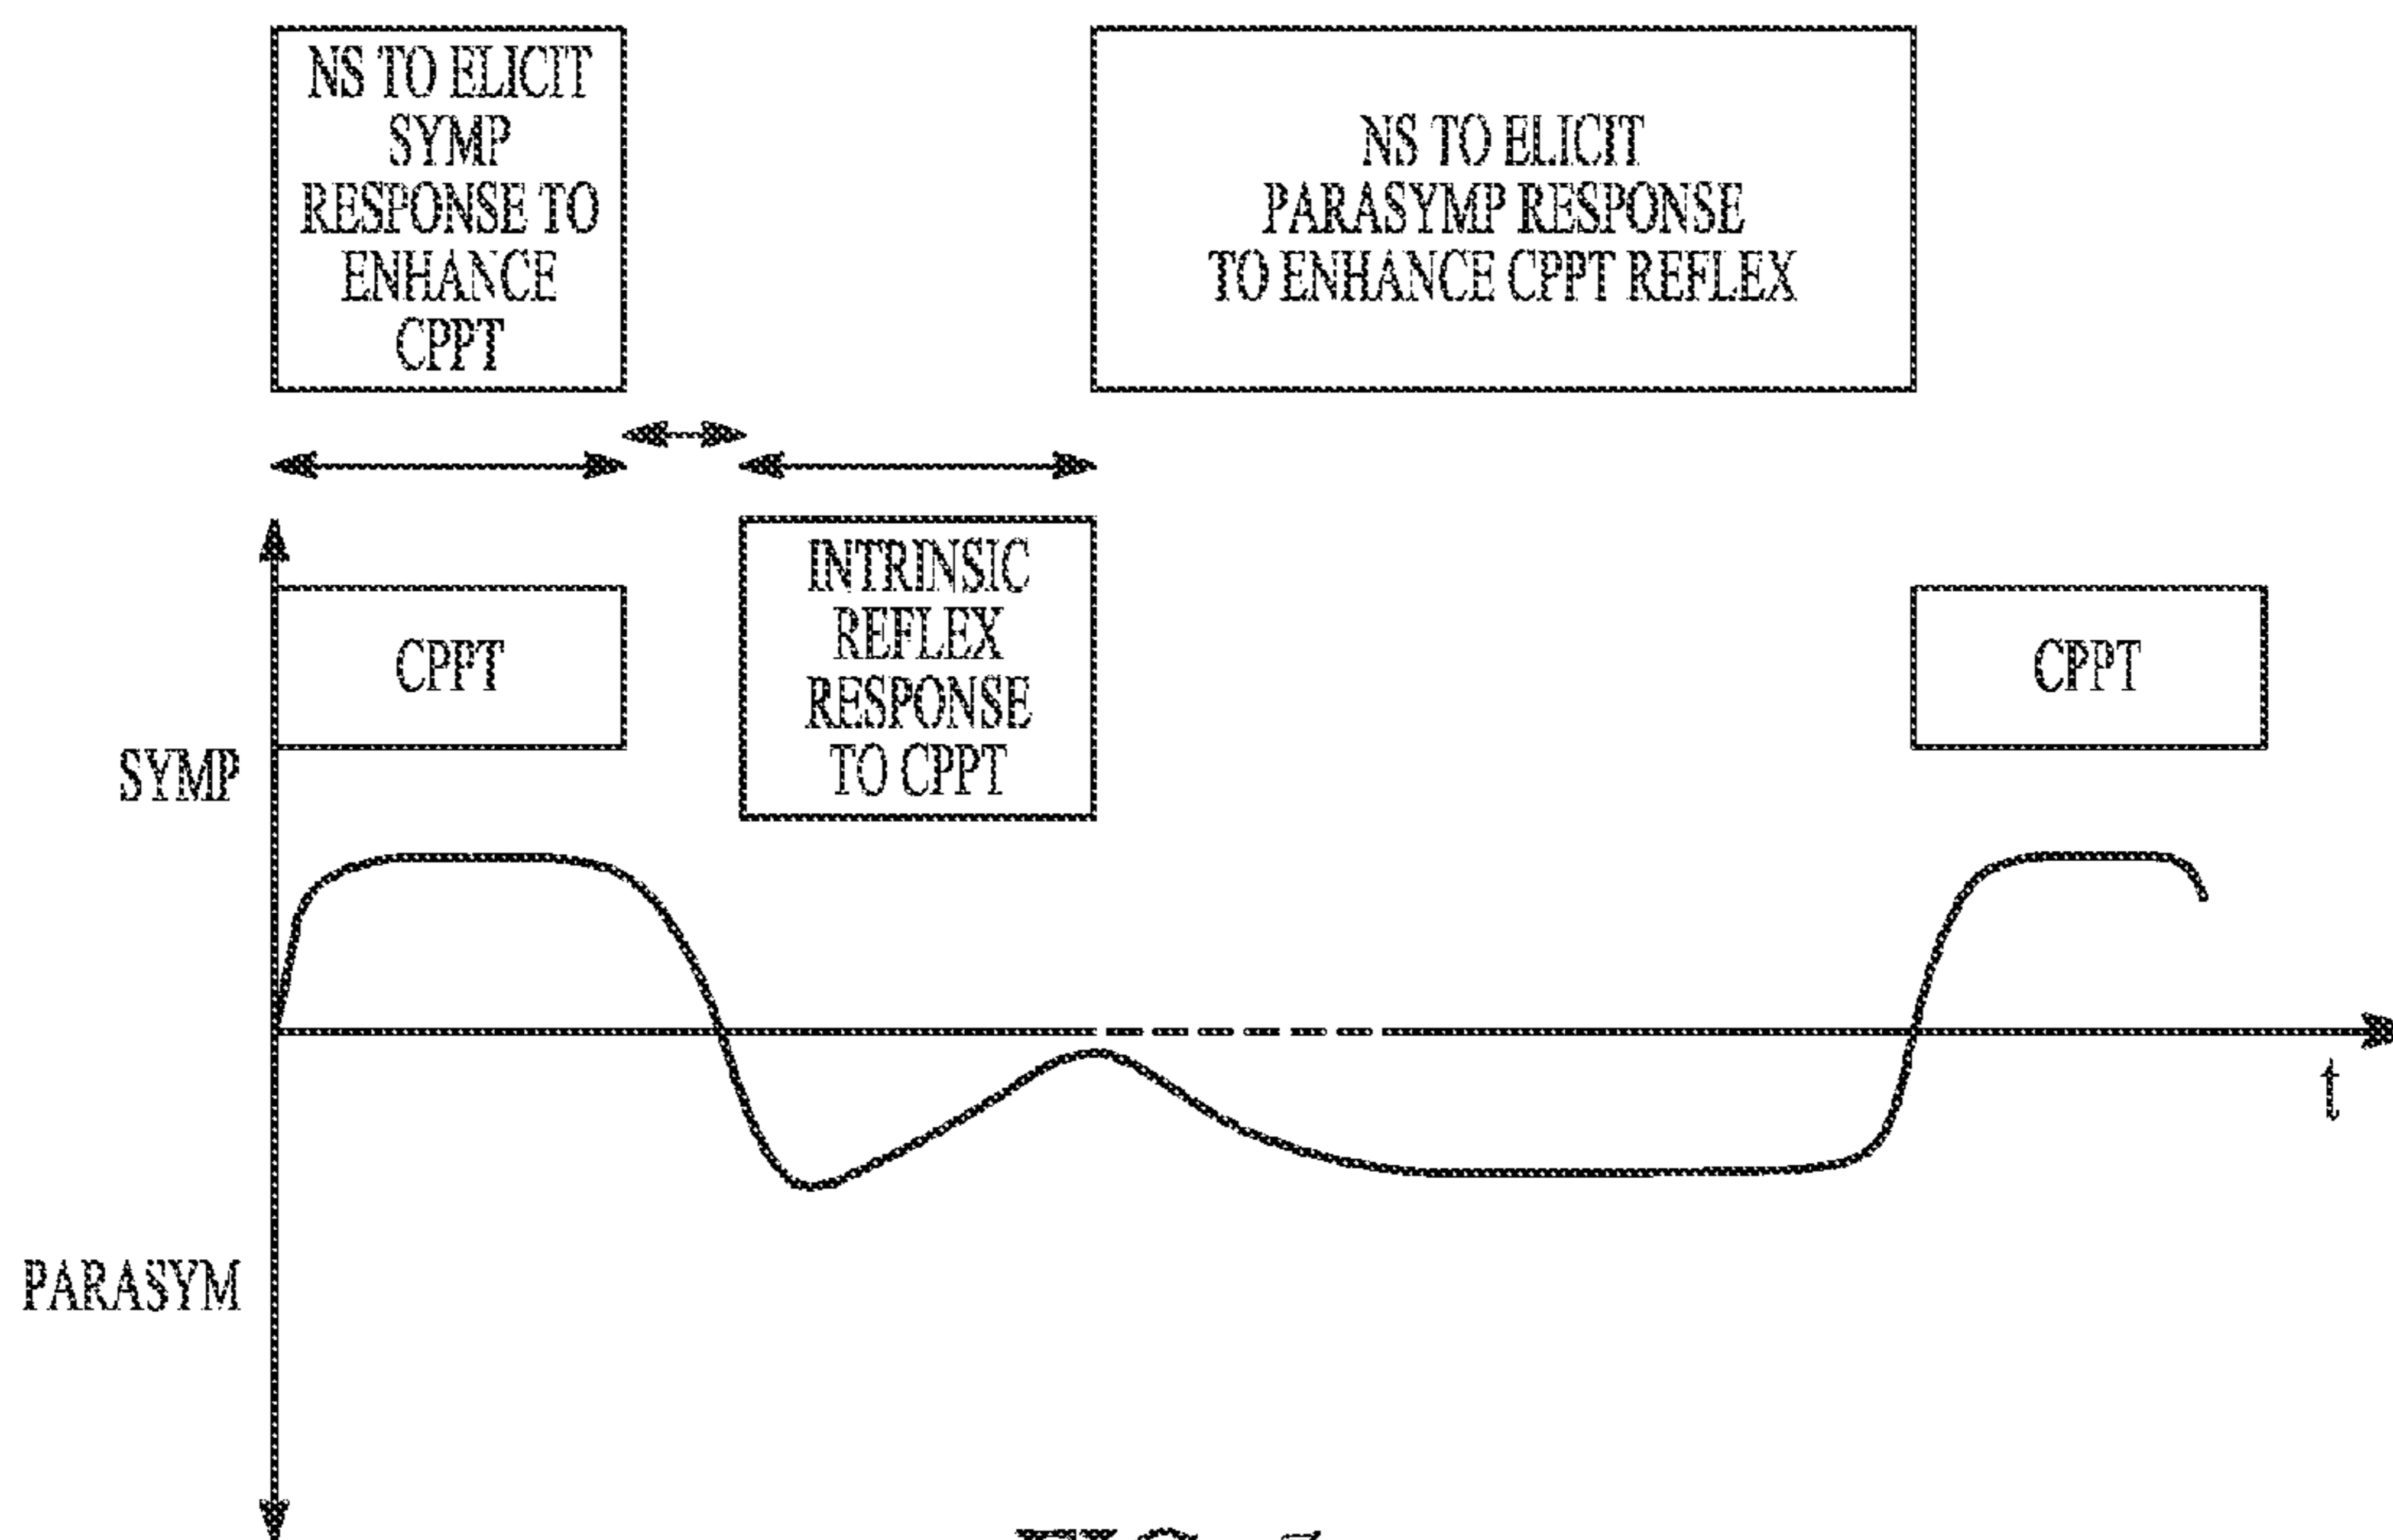 NS TO ELICIT
SYMP
RESPONSE TO
ENHANCE
CPPT
NS TO ELICIT
PARASYMP RESPONSE
TO ENHANCE CPPT REFLEX
CPPT
INTRINSIC
REFLEX
RESPONSE
TO CPPT
CPPT
SYMP
t
PARASYM